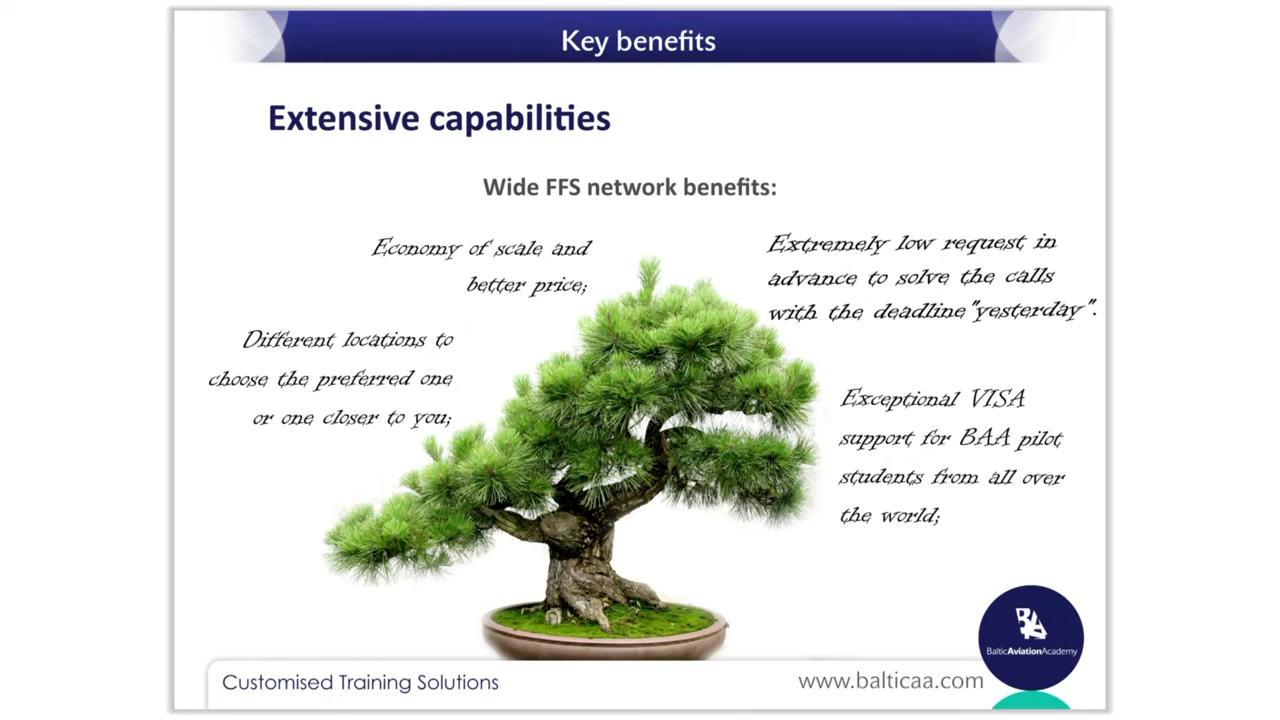 Key benefits
Extensive capabilities
Wide FFS network benefits:
Economy of scale and
better price;
Extremely low request in
advance to solve the calls
with the deadline "yesterday".
Different locations to
choose the preferred one
or one closer to you;
Exceptional VISA
support for BAA pilot
students from all over
the world;
BAA
BalticAviationAcademy
Customised Training Solutions
www.balticaa.com